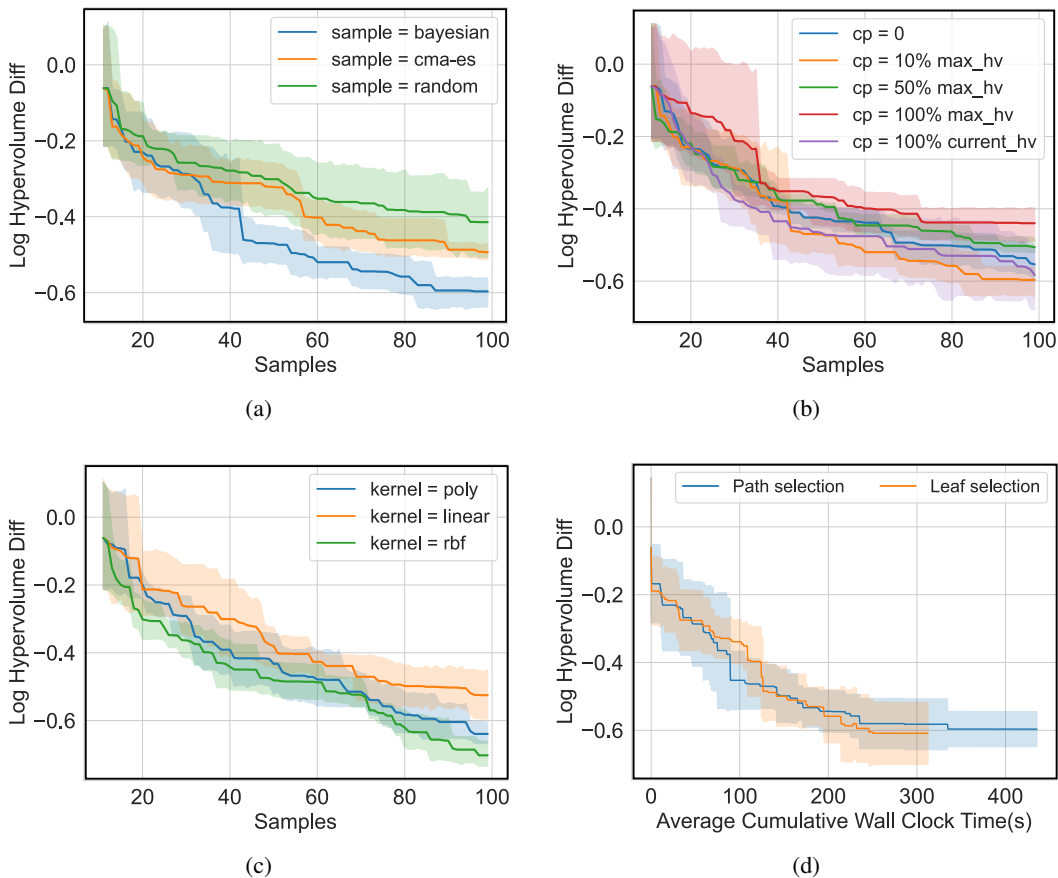 sample = bayesian
sample = cma-es
sample = random
0.0
−0.2
−0.4
−0.6
Log Hypervolume Diff
20 40 60 80 100
Samples
(a)
cp = 0
cp = 10% max_hv
cp = 50% max_hv
cp = 100% max_hv
cp = 100% current_hv
0.0
−0.2
−0.4
−0.6
Log Hypervolume Diff
20 40 60 80 100
Samples
(b)
kernel = poly
kernel = linear
kernel = rbf
0.0
−0.2
−0.4
−0.6
Log Hypervolume Diff
20 40 60 80 100
Samples
(c)
Path selection Leaf selection
0.0
−0.2
−0.4
−0.6
Log Hypervolume Diff
0 100 200 300 400
Average Cumulative Wall Clock Time(s)
(d)